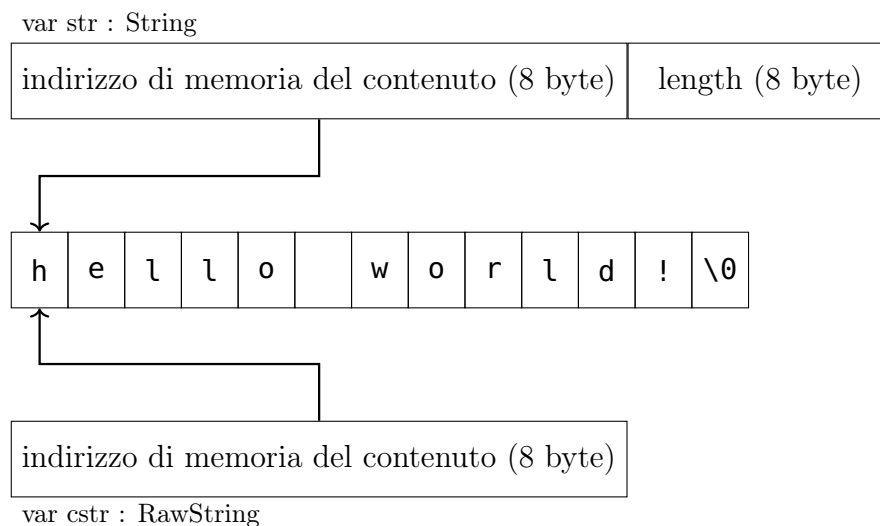 var str : String
indirizzo di memoria del contenuto (8 byte) length (8 byte)
h e l l o w o r l d ! \0
indirizzo di memoria del contenuto (8 byte)
var cstr : RawString